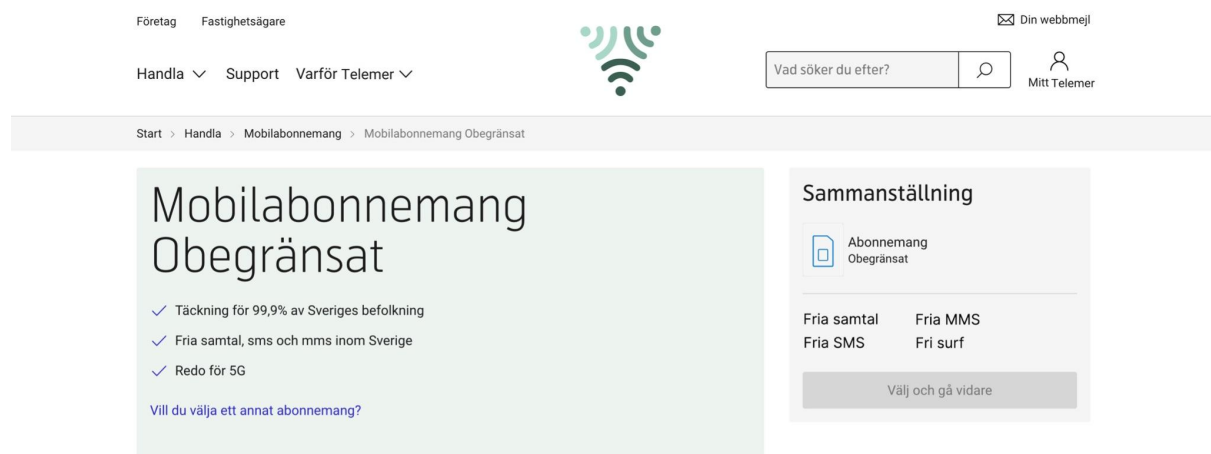 Företag Fastighetsägare Din webbmejl
Handla Support Varför Telemer Vad söker du efter? Mitt Telemer
Start > Handla > Mobilabonnemang > Mobilabonnemang Obegränsat
Mobilabonnemang
Obegränsat
Täckning för 99,9% av Sveriges befolkning
Fria samtal, sms och mms inom Sverige
Redo för 5G
Vill du välja ett annat abonnemang?
Sammanställning
Abonnemang
Obegränsat
Fria samtal Fria MMS
Fria SMS Fri surf
Välj och gå vidare